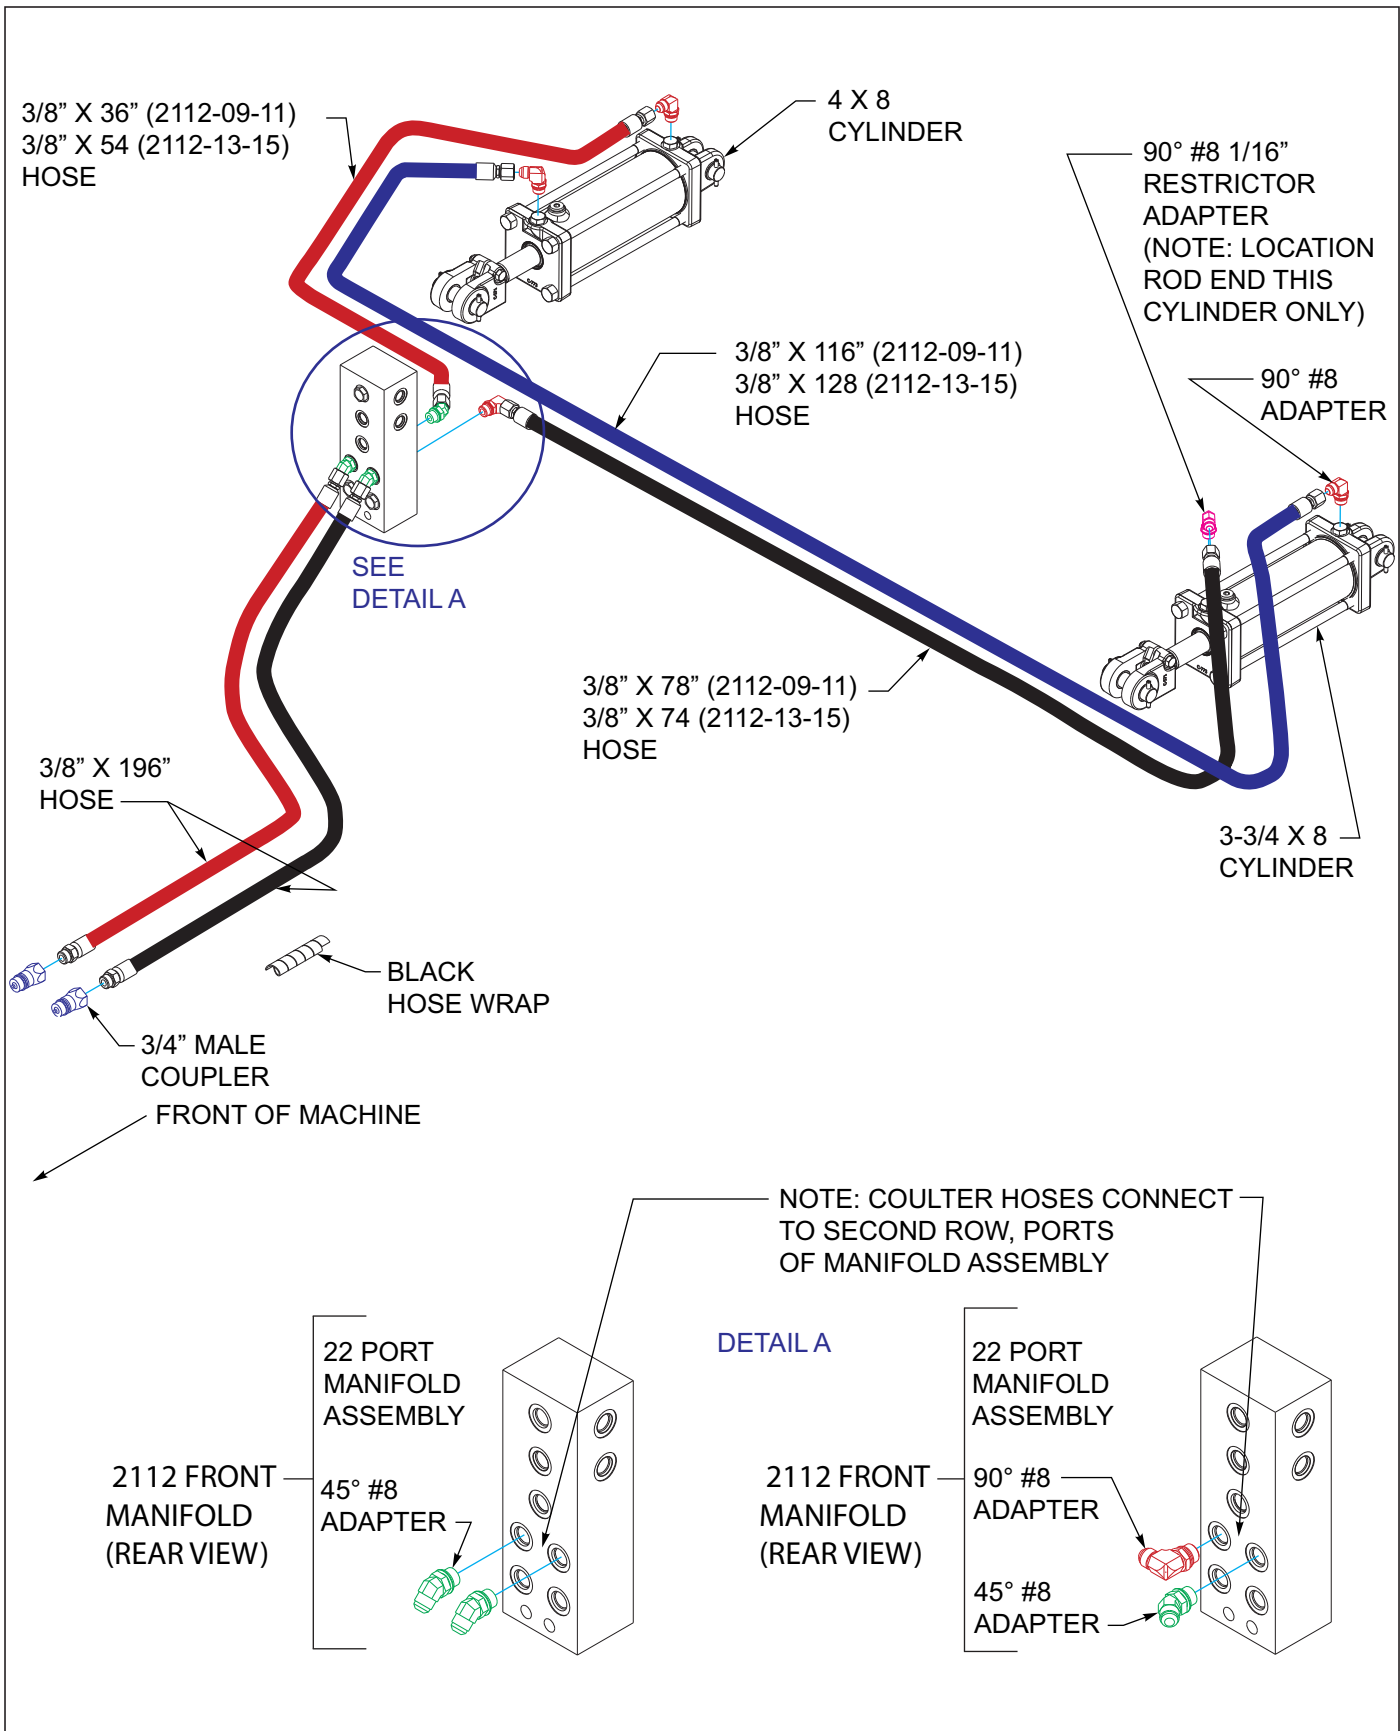 3/8” X 36” (2112-09-11)
3/8” X 54 (2112-13-15)
HOSE
4 X 8
CYLINDER
90° #8 1/16”
RESTRICTOR
ADAPTER
(NOTE: LOCATION
ROD END THIS
CYLINDER ONLY)
3/8” X 116” (2112-09-11)
3/8” X 128 (2112-13-15)
HOSE
90° #8
ADAPTER
SEE
DETAIL A
3/8” X 78” (2112-09-11)
3/8” X 74 (2112-13-15)
HOSE
3/8” X 196”
HOSE
3-3/4 X 8
CYLINDER
BLACK
HOSE WRAP
3/4” MALE
COUPLER
FRONT OF MACHINE
NOTE: COULTER HOSES CONNECT
TO SECOND ROW, PORTS
OF MANIFOLD ASSEMBLY
DETAIL A
22 PORT
MANIFOLD
ASSEMBLY
2112 FRONT
MANIFOLD
(REAR VIEW)
45° #8
ADAPTER
22 PORT
MANIFOLD
ASSEMBLY
2112 FRONT
MANIFOLD
(REAR VIEW)
90° #8
ADAPTER
45° #8
ADAPTER